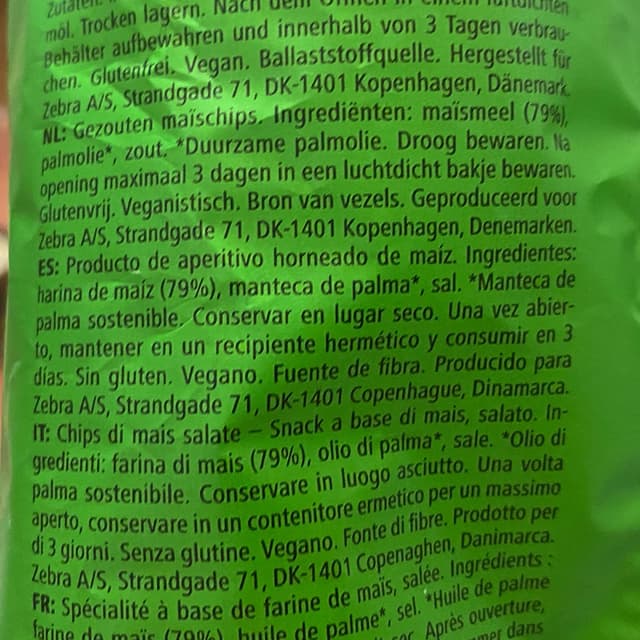 Zutaten:
möl. Trocken lagern. Nach dem Öffnen in einem luftdichten
Behälter aufbewahren und innerhalb von 3 Tagen verbrau-
chen. Glutenfrei. Vegan. Ballaststoffquelle. Hergestellt für
Zebra A/S, Strandgade 71, DK-1401 Kopenhagen, Dänemark.
NL: Gezouten maïschips. Ingrediënten: maïsmeel (79%),
palmolie*, zout. *Duurzame palmolie. Droog bewaren. Na
opening maximaal 3 dagen in een luchtdicht bakje bewaren.
Glutenvrij. Veganistisch. Bron van vezels. Geproduceerd voor
Zebra A/S, Strandgade 71, DK-1401 Kopenhagen, Denemarken.
ES: Producto de aperitivo horneado de maíz. Ingredientes:
harina de maíz (79%), manteca de palma*, sal. *Manteca de
palma sostenible. Conservar en lugar seco. Una vez abier-
to, mantener en un recipiente hermético y consumir en 3
días. Sin gluten. Vegano. Fuente de fibra. Producido para
Zebra A/S, Strandgade 71, DK-1401 Copenhague, Dinamarca.
IT: Chips di mais salate – Snack a base di mais, salato. In-
gredienti: farina di mais (79%), olio di palma*, sale. *Olio di
palma sostenibile. Conservare in luogo asciutto. Una volta
aperto, conservare in un contenitore ermetico per un massimo
di 3 giorni. Senza glutine. Vegano. Fonte di fibre. Prodotto per
Zebra A/S, Strandgade 71, DK-1401 Copenaghen, Danimarca.
FR: Spécialité à base de farine de maïs, salée. Ingrédients :
farine de maïs (79%), huile de palme*, sel. *Huile de palme
sec. Après ouverture,
dans